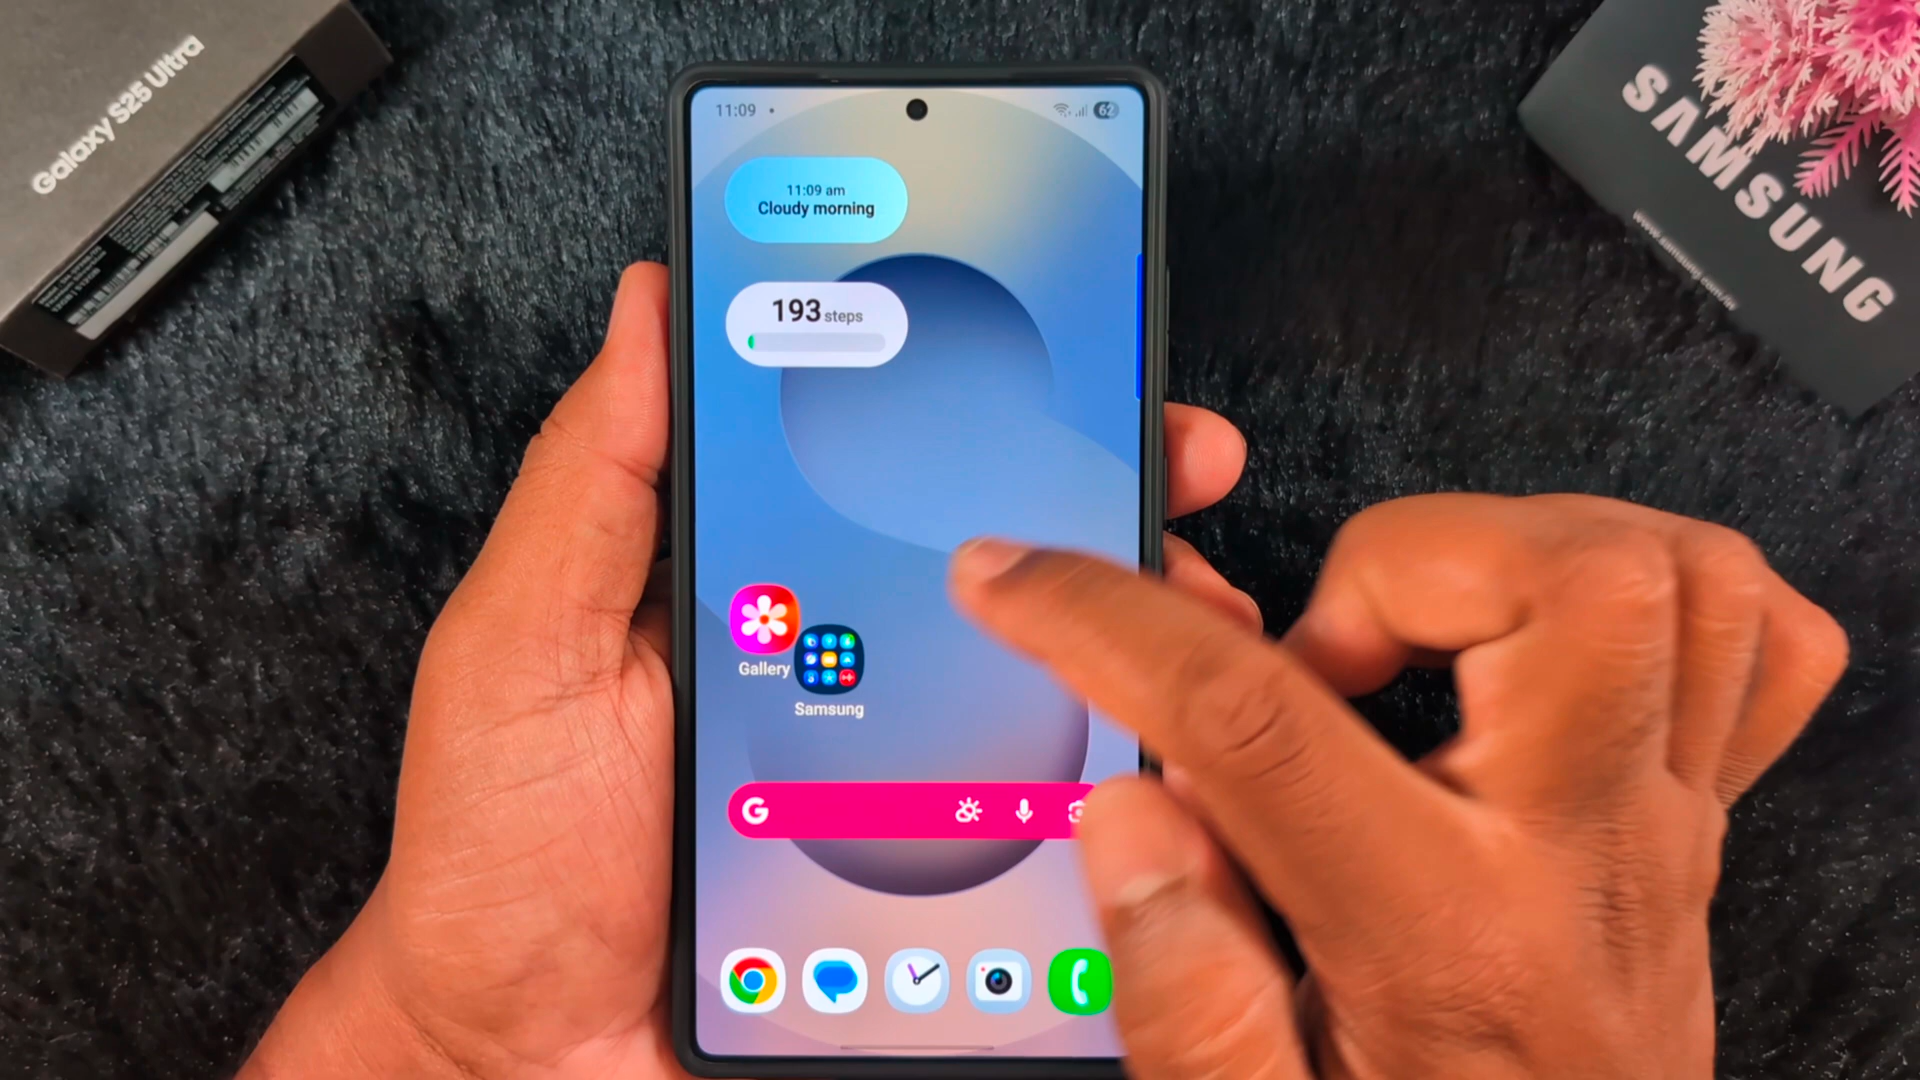 Galaxy S25 Ultra
SAMSUNG
11:09
62
11:09 am
Cloudy morning
193 steps
Gallery
Samsung
G